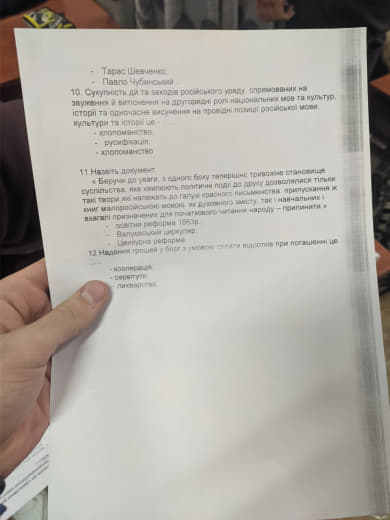 - Тарас Шевченко;
- Павло Чубинський
10. Сукупність дій та заходів російського уряду спрямованих на
звуження й витіснення на другорядні ролі національних мов та культур,
історії та одночасне висунення на провідні позиції російської мови,
культури та історії це -
- хлопоманство,
- русифікація,
- хлопоманство
11. Назвіть документ.
« Беручи до уваги, з одного боку теперішнє тривожне становище
суспільства, яке хвилюють політичні події до друку дозволялися тільки
такі твори,які належать до галузі красного письменства. припускання ж
книг малоросійською мовою, як духовного змісту, так і навчальних і
взагалі призначених для початкового читання народу – припинити »
- освітня реформа 1863р.
- Валуєвський циркуляр,
- Цензурна реформа
12.Надання грошей у борг з умовою сплати відсотків при погашенні це
- кооперація;
- сервітути;
- лихварство.